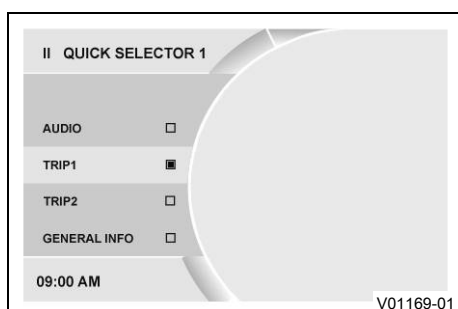 II QUICK SELECTOR 1
AUDIO
TRIP1
TRIP2
GENERAL INFO
09:00 AM
V01169-01